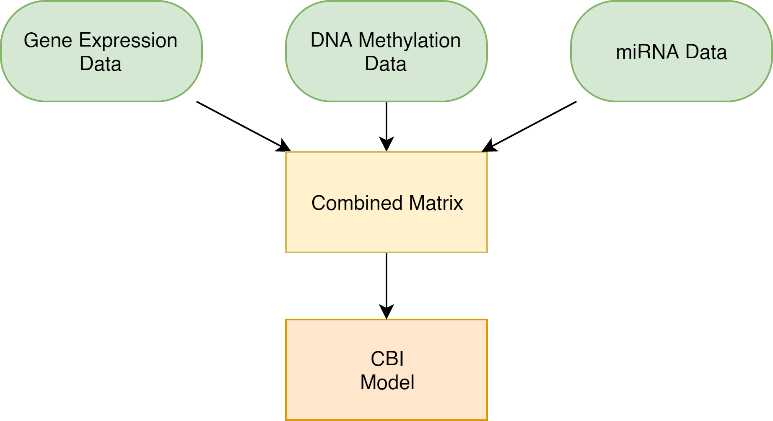 Gene Expression
Data
DNA Methylation
Data
miRNA Data
Combined Matrix
CBI
Model